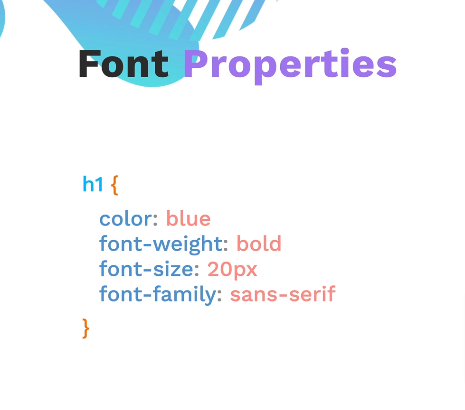 Font Properties
h1 {
color: blue
font-weight: bold
font-size: 20px
font-family: sans-serif
}